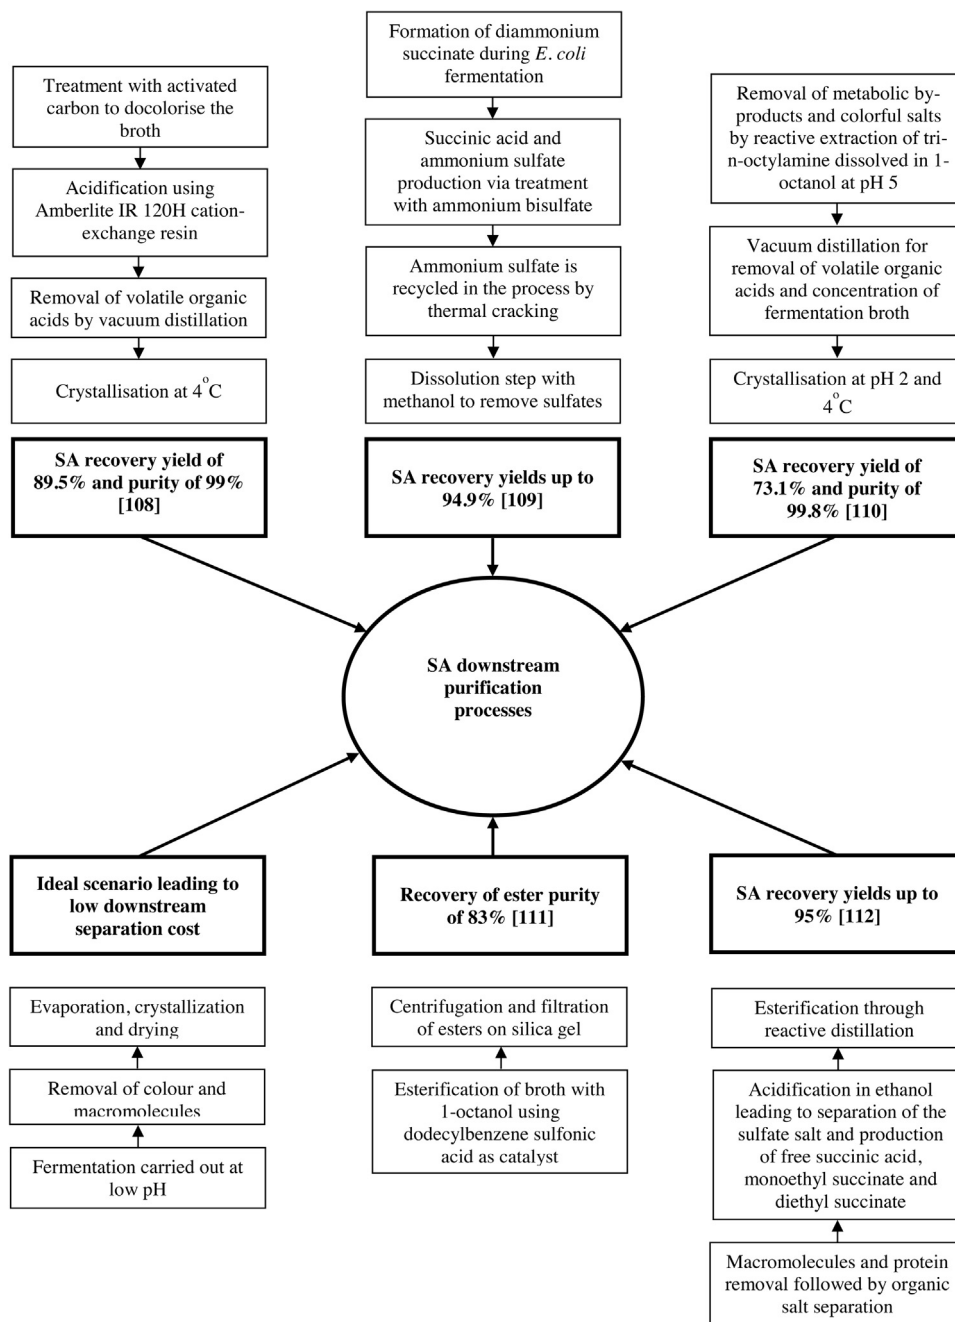 Treatment with activated
carbon to docolorise the
broth
Acidification using
Amberlite IR 120H cation-
exchange resin
Removal of volatile organic
acids by vacuum distillation
Crystallisation at 4°C
SA recovery yield of
89.5% and purity of 99%
[108]
Formation of diammonium
succinate during E. coli
fermentation
Succinic acid and
ammonium sulfate
production via treatment
with ammonium bisulfate
Ammonium sulfate is
recycled in the process by
thermal cracking
Dissolution step with
methanol to remove sulfates
SA recovery yields up to
94.9% [109]
Removal of metabolic by-
products and colorful salts
by reactive extraction of tri-
n-octylamine dissolved in 1-
octanol at pH 5
Vacuum distillation for
removal of volatile organic
acids and concentration of
fermentation broth
Crystallisation at pH 2 and
4°C
SA recovery yield of
73.1% and purity of
99.8% [110]
SA downstream
purification
processes
Ideal scenario leading to
low downstream
separation cost
Evaporation, crystallization
and drying
Removal of colour and
macromolecules
Fermentation carried out at
low pH
Recovery of ester purity
of 83% [111]
Centrifugation and filtration
of esters on silica gel
Esterification of broth with
1-octanol using
dodecylbenzene sulfonic
acid as catalyst
SA recovery yields up to
95% [112]
Esterification through
reactive distillation
Acidification in ethanol
leading to separation of the
sulfate salt and production
of free succinic acid,
monoethyl succinate and
diethyl succinate
Macromolecules and protein
removal followed by organic
salt separation